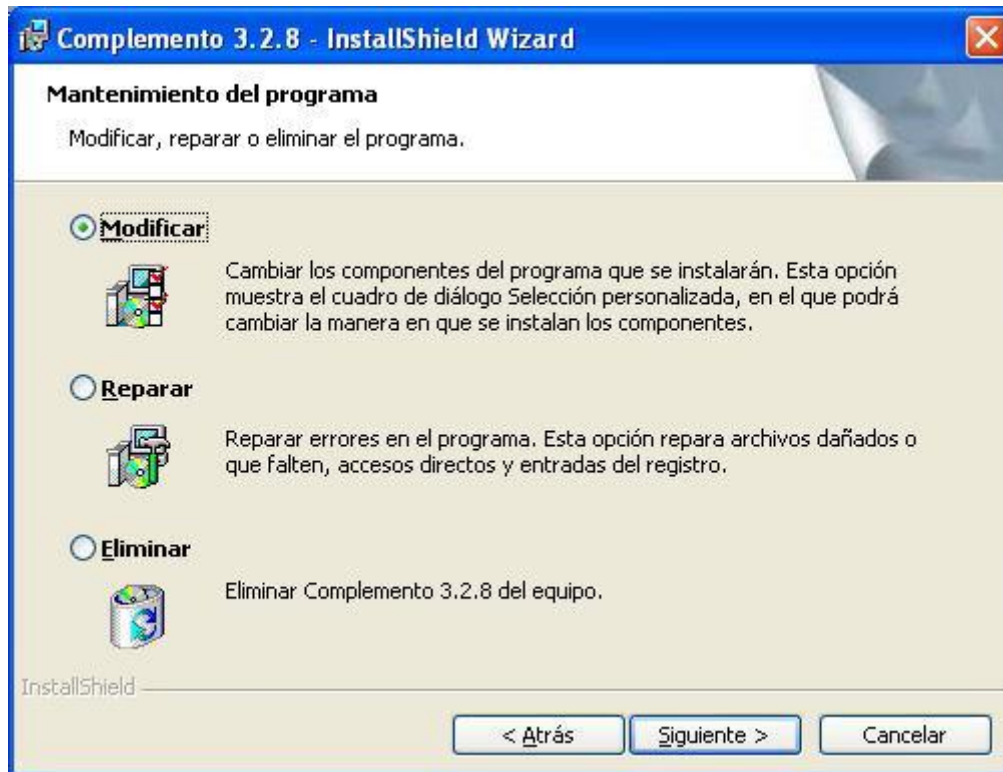 Complemento 3.2.8 - InstallShield Wizard
Mantenimiento del programa
Modificar, reparar o eliminar el programa.
Modificar
Cambiar los componentes del programa que se instalarán. Esta opción
muestra el cuadro de diálogo Selección personalizada, en el que podrá
cambiar la manera en que se instalan los componentes.
Reparar
Reparar errores en el programa. Esta opción repara archivos dañados o
que falten, accesos directos y entradas del registro.
Eliminar
Eliminar Complemento 3.2.8 del equipo.
InstallShield
< Atrás
Siguiente >
Cancelar